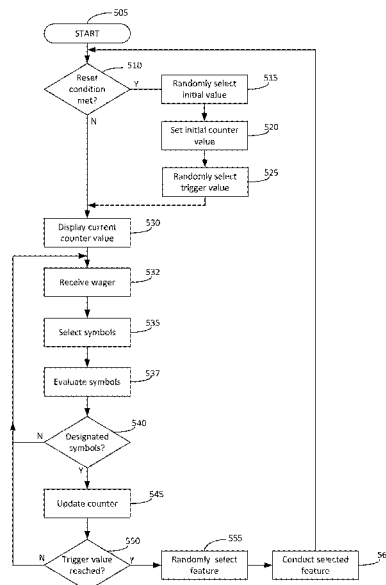 505
START
510
Reset
condition
met?
Y
N
Randomly select
initial value
515
Set initial counter
value
520
Randomly select
trigger value
525
Display current
counter value
530
Receive wager
532
Select symbols
535
Evaluate symbols
537
Designated
symbols?
540
N
Y
Update counter
545
Trigger value
reached?
550
N
Y
Randomly select
feature
555
Conduct selected
feature